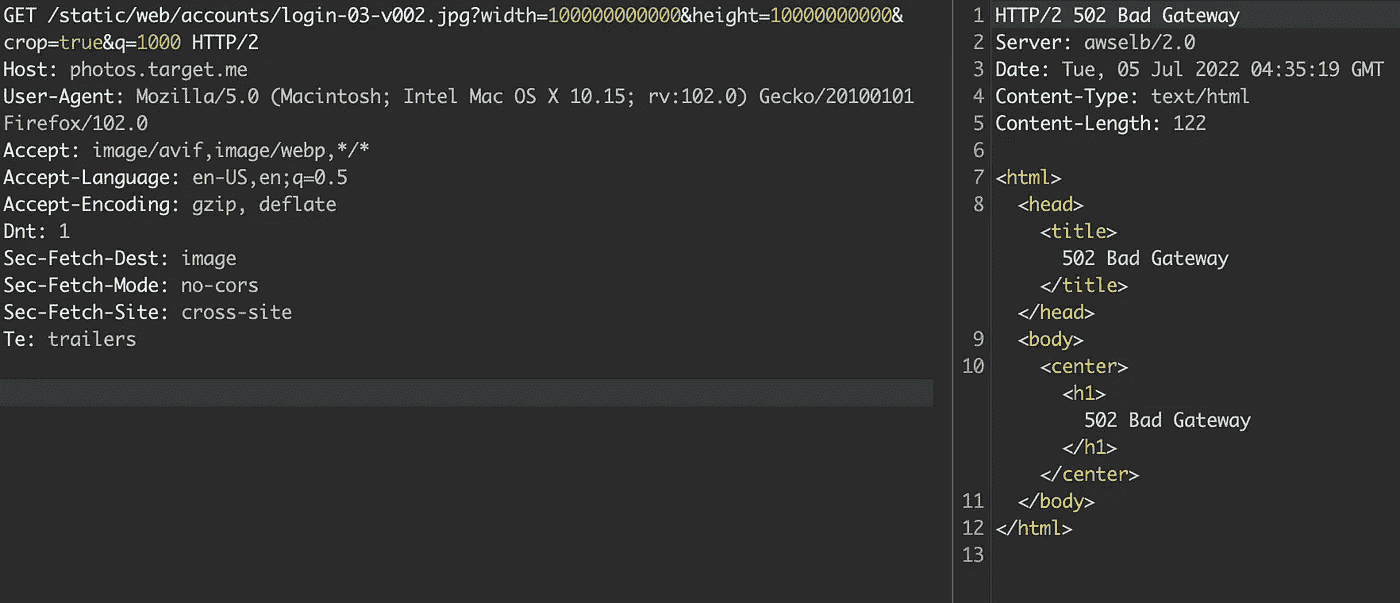 GET /static/web/accounts/login-03-v002.jpg?width=100000000000&height=10000000000&
crop=true&q=1000 HTTP/2
Host: photos.target.me
User-Agent: Mozilla/5.0 (Macintosh; Intel Mac OS X 10.15; rv:102.0) Gecko/20100101
Firefox/102.0
Accept: image/avif,image/webp,*/*
Accept-Language: en-US,en;q=0.5
Accept-Encoding: gzip, deflate
Dnt: 1
Sec-Fetch-Dest: image
Sec-Fetch-Mode: no-cors
Sec-Fetch-Site: cross-site
Te: trailers
1 HTTP/2 502 Bad Gateway
2 Server: awselb/2.0
3 Date: Tue, 05 Jul 2022 04:35:19 GMT
4 Content-Type: text/html
5 Content-Length: 122
6
7 <html>
8 <head>
<title>
502 Bad Gateway
</title>
</head>
9 <body>
10 <center>
<h1>
502 Bad Gateway
</h1>
</center>
11 </body>
12 </html>
13